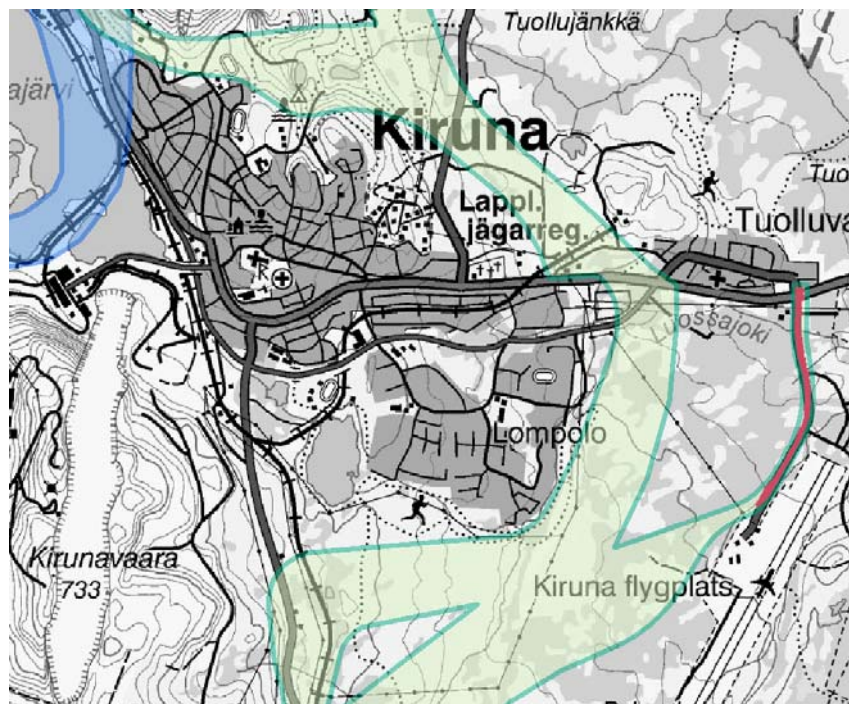 Tuollujänkkä
ajärvi
Kiruna
Tuo
Lappl.
jägarreg.
Tuolluva
Luossajoki
Lompolo
Kirunavaara
733
Kiruna flygplats